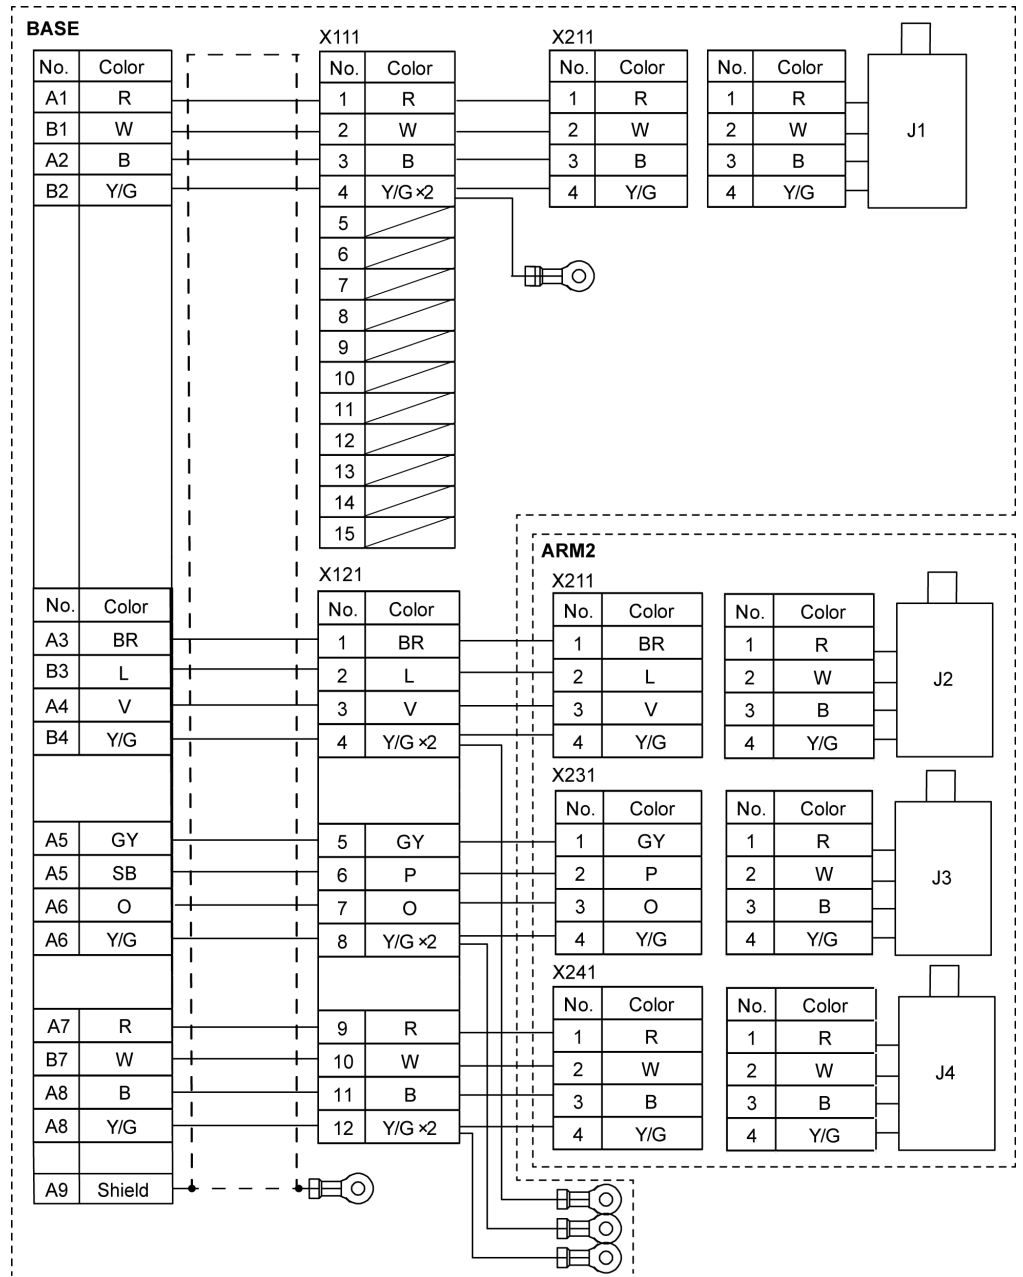 BASE
X111
X211
No. Color No. Color No. Color No. Color
A1 R 1 R 1 R 1 R
B1 W 2 W 2 W 2 W J1
A2 B 3 B 3 B 3 B
B2 Y/G 4 Y/G ×2 4 Y/G 4 Y/G
5
6
7
8
9
10
11
12
13
14
15
ARM2
X121 X211
No. Color No. Color No. Color No. Color
A3 BR 1 BR 1 BR 1 R
B3 L 2 L 2 L 2 W J2
A4 V 3 V 3 V 3 B
B4 Y/G 4 Y/G ×2 4 Y/G 4 Y/G
X231
No. Color No. Color
A5 GY 5 GY 1 GY 1 R
A5 SB 6 P 2 P 2 W J3
A6 O 7 O 3 O 3 B
A6 Y/G 8 Y/G ×2 4 Y/G 4 Y/G
X241
No. Color No. Color
A7 R 9 R 1 R 1 R
B7 W 10 W 2 W 2 W J4
A8 B 11 B 3 B 3 B
A8 Y/G 12 Y/G ×2 4 Y/G 4 Y/G
A9 Shield